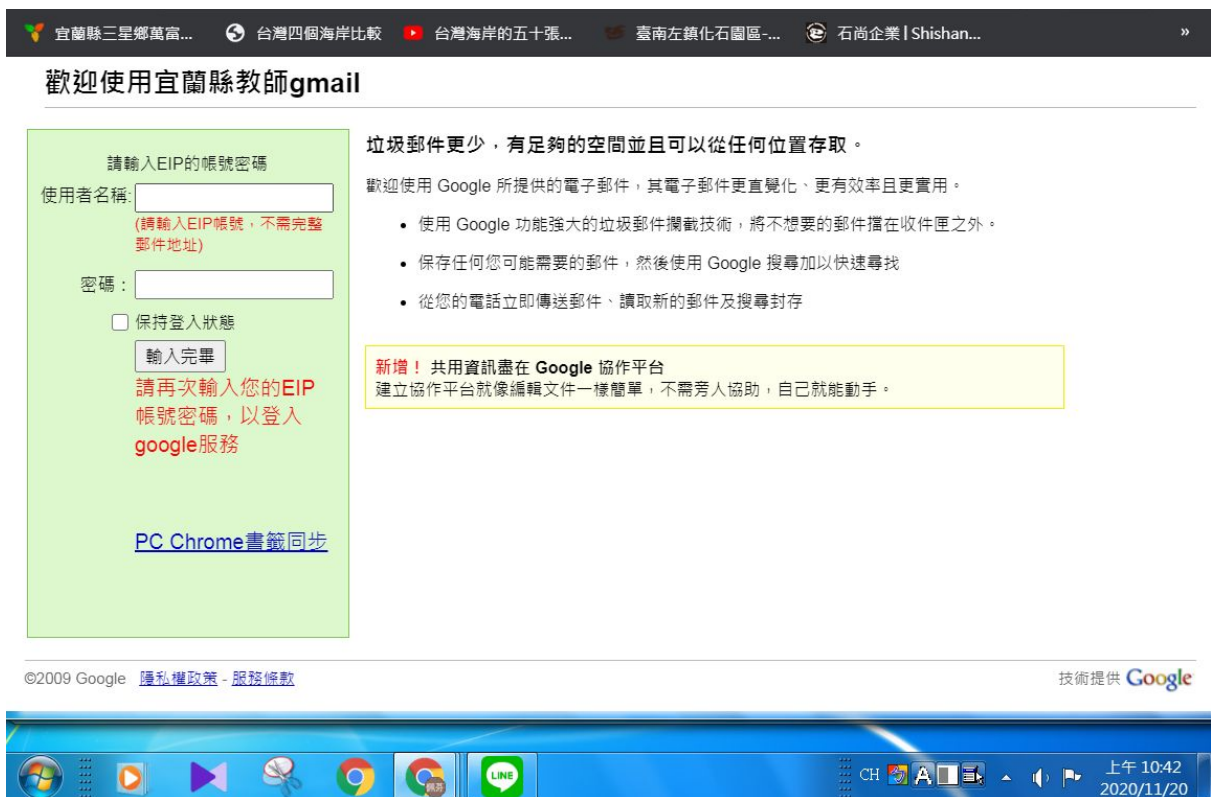 宜蘭縣三星鄉萬富... 台灣四個海岸比較 台灣海岸的五十張... 臺南左鎮化石園區-... 石尚企業 | Shishan... »
歡迎使用宜蘭縣教師gmail
請輸入EIP的帳號密碼
使用者名稱:
(請輸入EIP帳號，不需完整
郵件地址)
密碼：
保持登入狀態
輸入完畢
請再次輸入您的EIP
帳號密碼，以登入
google服務
PC Chrome書籤同步
垃圾郵件更少，有足夠的空間並且可以從任何位置存取。
歡迎使用 Google 所提供的電子郵件，其電子郵件更直覺化、更有效率且更實用。
• 使用 Google 功能強大的垃圾郵件攔截技術，將不想要的郵件擋在收件匣之外。
• 保存任何您可能需要的郵件，然後使用 Google 搜尋加以快速尋找
• 從您的電話立即傳送郵件、讀取新的郵件及搜尋封存
新增！ 共用資訊盡在 Google 協作平台
建立協作平台就像編輯文件一樣簡單，不需旁人協助，自己就能動手。
©2009 Google 隱私權政策 - 服務條款
技術提供 Google
LINE
CH A 上午 10:42
2020/11/20